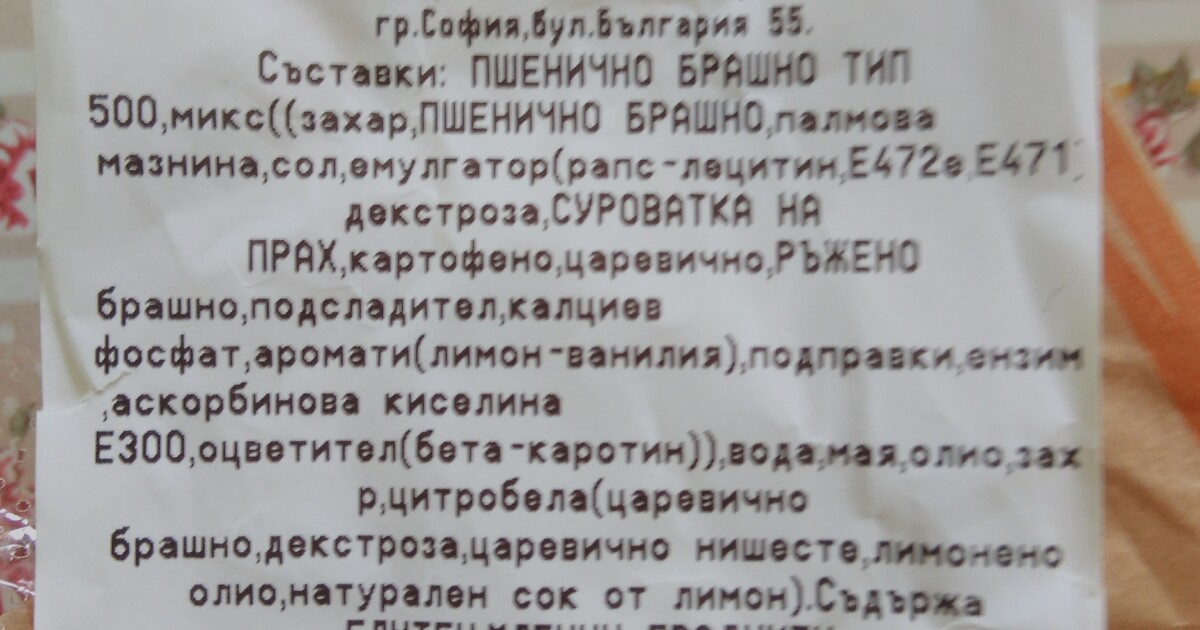 гр.София,бул.България 55.
Съставки: ПШЕНИЧНО БРАШНО ТИП
500,микс((захар,ПШЕНИЧНО БРАШНО,палмова
мазнина,сол,емулгатор(рапс-лецитин,Е472е,Е471)
декстроза,СУРОВАТКА НА
ПРАХ,картофено,царевично,РЪЖЕНО
брашно,подсладител,калциев
фосфат,аромати(лимон-ванилия),подправки,ензим
,аскорбинова киселина
Е300,оцветител(бета-каротин)),вода,мая,олио,зах
р,цитробела(царевично
брашно,декстроза,царевично нишесте,лимонено
олио,натурален сок от лимон).Съдържа